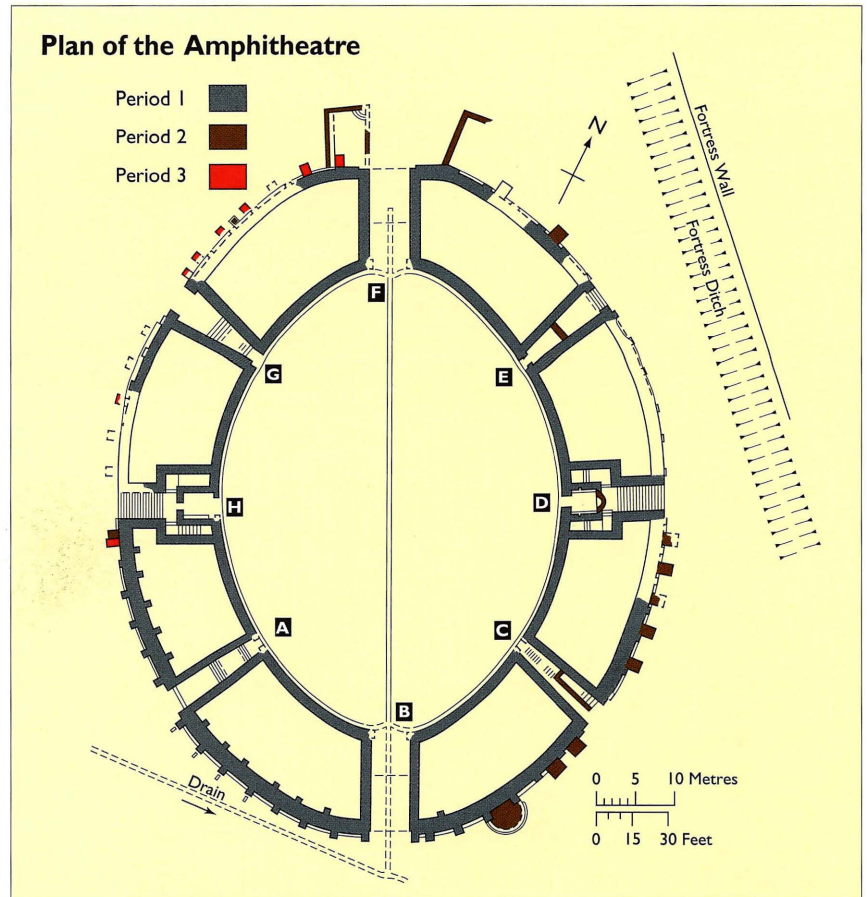 Plan of the Amphitheatre
Period 1
Period 2
Period 3
N
Fortress Wall
Fortress Ditch
F
G
E
H
D
A
C
B
Drain
0 5 10 Metres
0 15 30 Feet